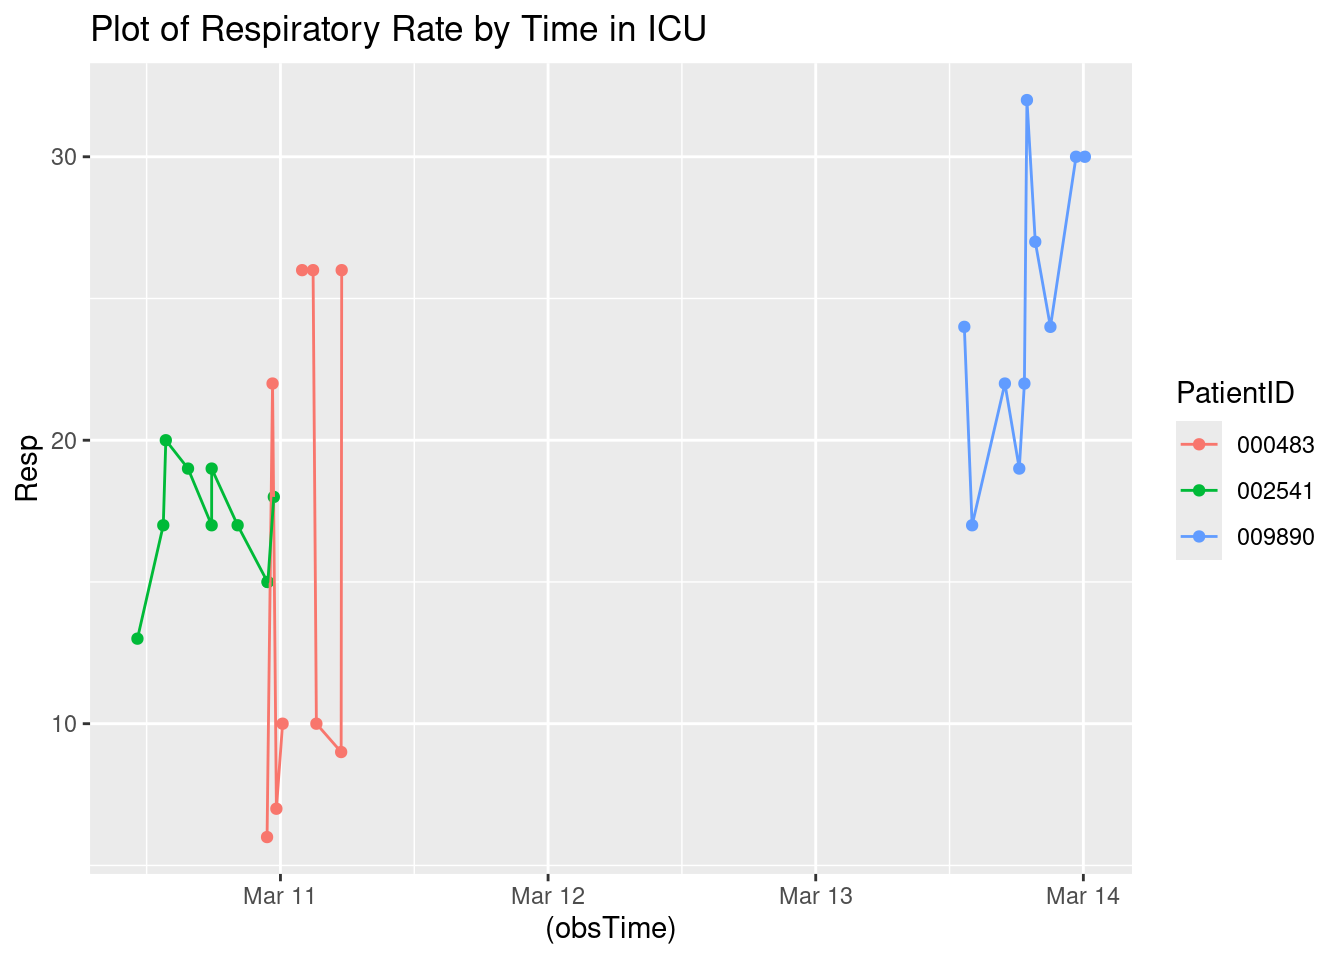 Plot of Respiratory Rate by Time in ICU
30
20
10
Resp
Mar 11
Mar 12
Mar 13
Mar 14
(obsTime)
PatientID
000483
002541
009890